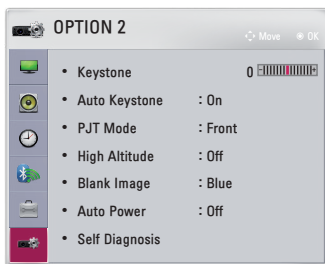 OPTION 2
Move OK
• Keystone 0
• Auto Keystone : On
• PJT Mode : Front
• High Altitude : Off
• Blank Image : Blue
• Auto Power : Off
• Self Diagnosis